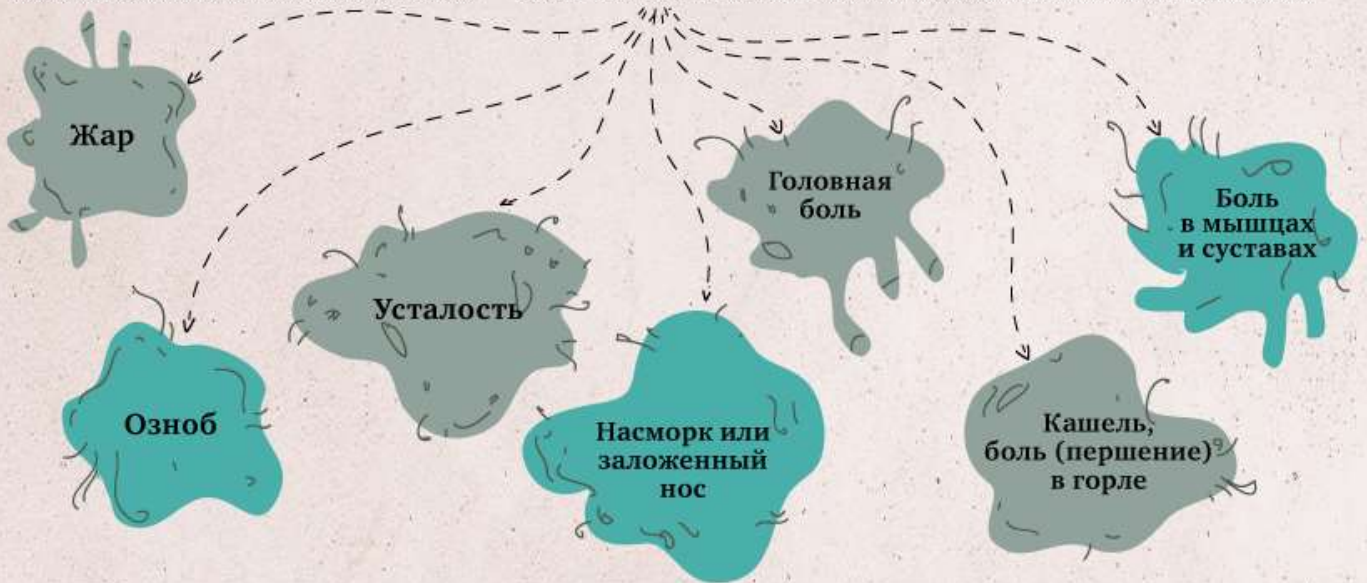 Жар
Головная
боль
Боль
в мышцах
и суставах
Усталость
Озноб
Насморк или
заложенный
нос
Кашель,
боль (першение)
в горле